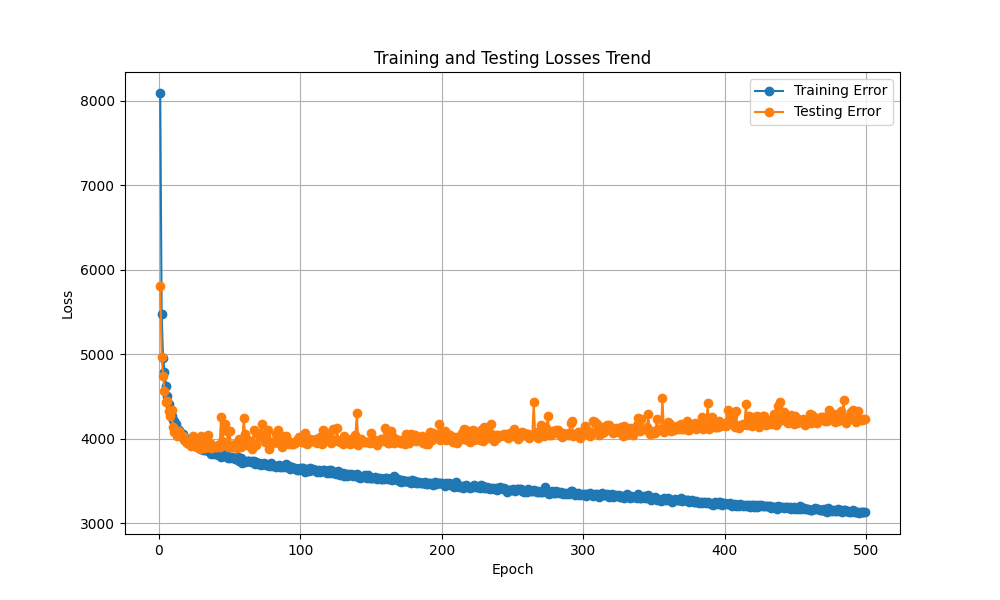 Training and Testing Losses Trend
Training Error
Testing Error
8000
7000
6000
5000
4000
3000
Loss
0 100 200 300 400 500
Epoch